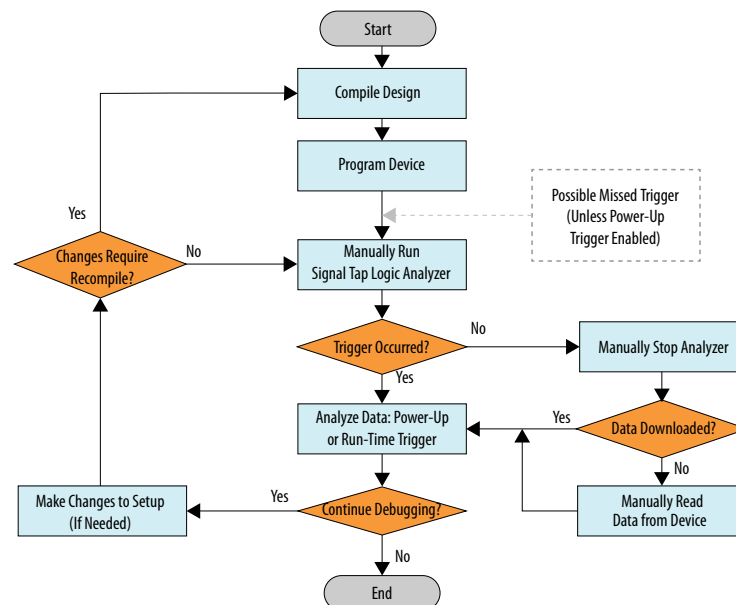 Start
Compile Design
Program Device
Possible Missed Trigger
(Unless Power-Up
Trigger Enabled)
Yes
Changes Require
Recompile?
No
Manually Run
Signal Tap Logic Analyzer
Trigger Occurred?
No
Manually Stop Analyzer
Yes
Analyze Data: Power-Up
or Run-Time Trigger
Yes
Data Downloaded?
No
Manually Read
Data from Device
Make Changes to Setup
(If Needed)
Yes
Continue Debugging?
No
End